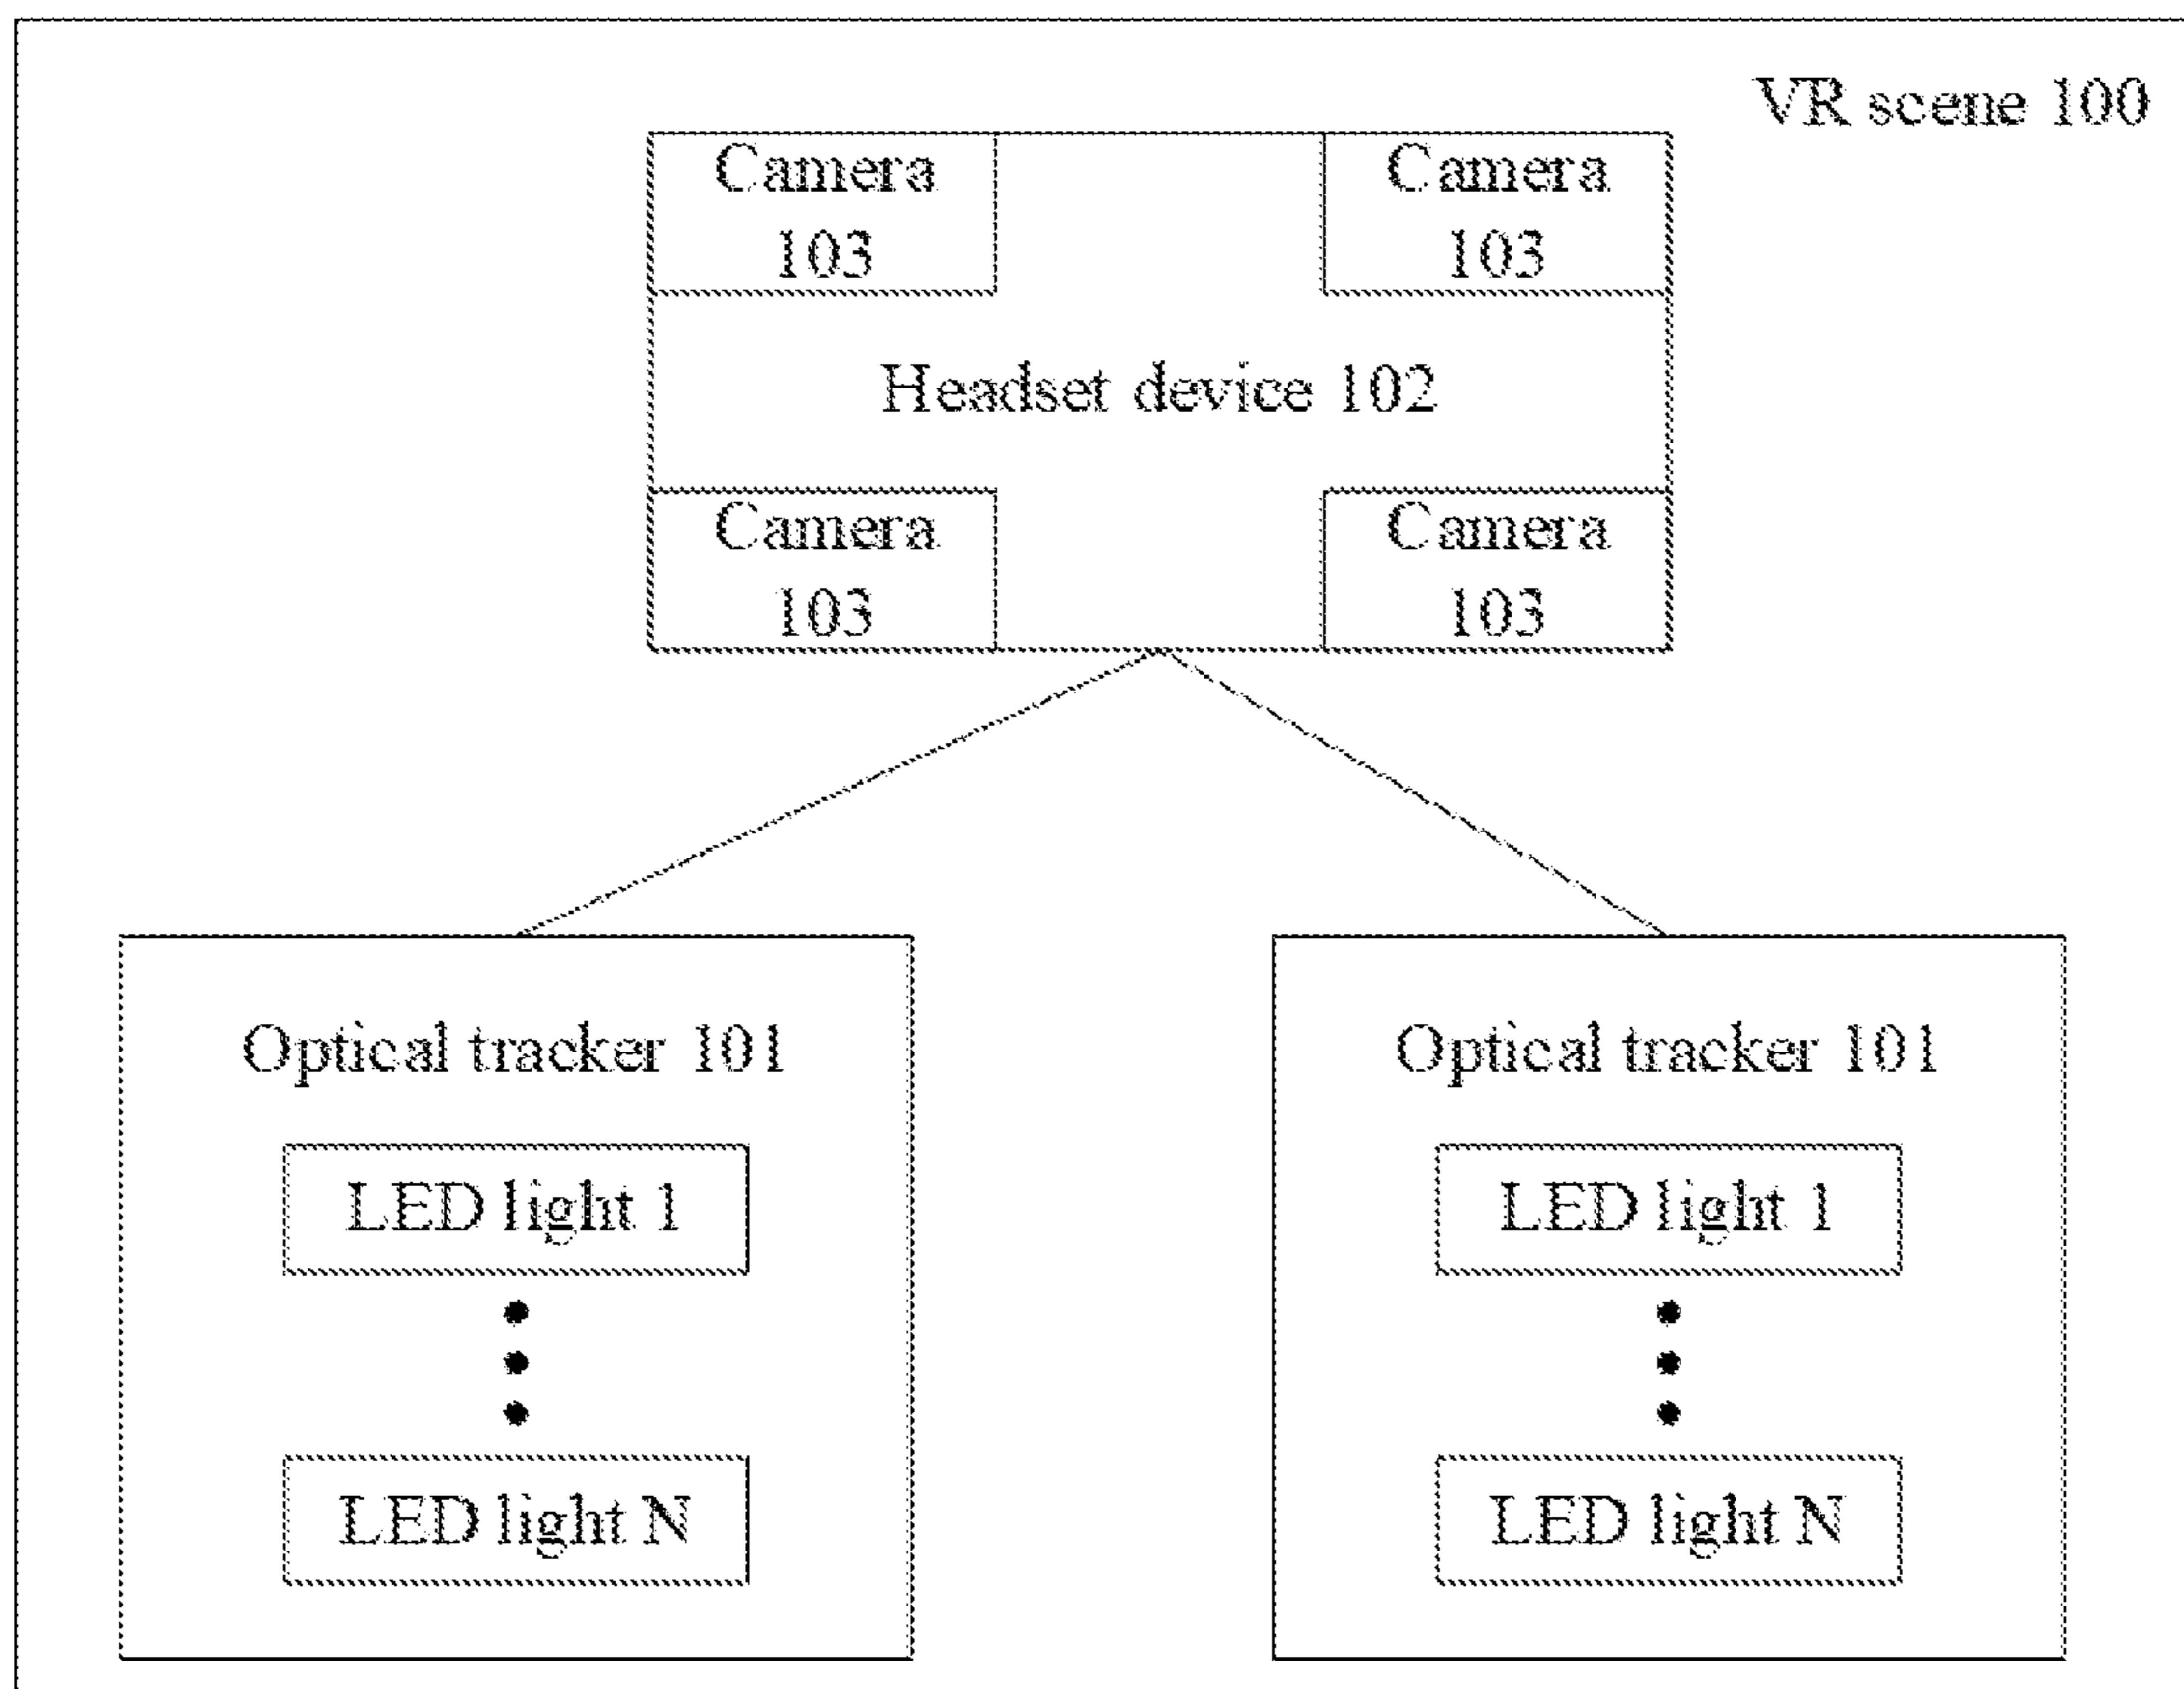 VR scene 100
Camera
103
Camera
103
Headset device 102
Camera
103
Camera
103
Optical tracker 101
LED light 1
LED light N
Optical tracker 101
LED light 1
LED light N